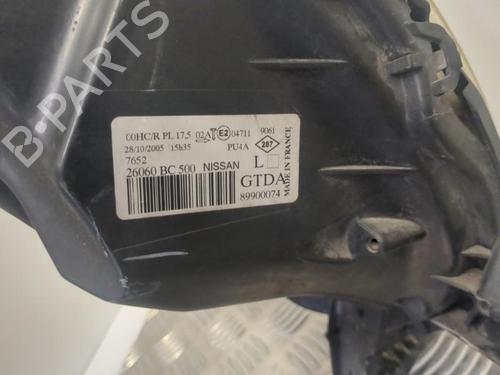 B-PARTS
00HC/R PL 17,5 02A E2 04711 9061
28/10/2005 15h35 PU4A 287
7652
26060 BC 500 NISSAN L
GTDA
89900074
MADE IN FRANCE